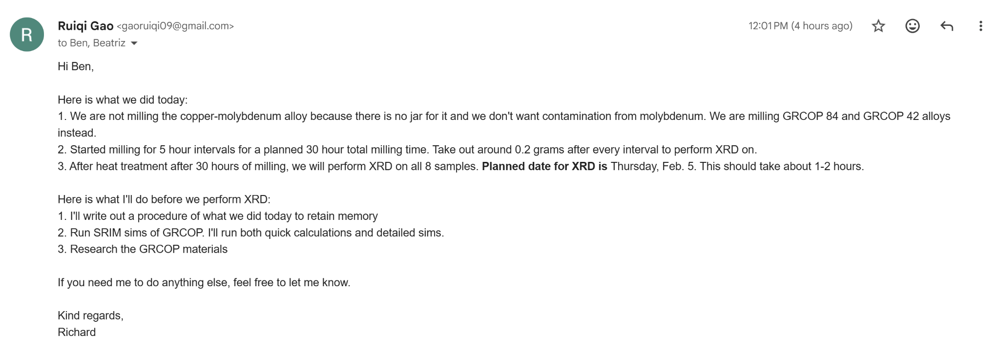 R
Ruiqi Gao <gaoruiqi09@gmail.com>
12:01 PM (4 hours ago)
to Ben, Beatriz
Hi Ben,
Here is what we did today:
1. We are not milling the copper-molybdenum alloy because there is no jar for it and we don't want contamination from molybdenum. We are milling GRCOP 84 and GRCOP 42 alloys
instead.
2. Started milling for 5 hour intervals for a planned 30 hour total milling time. Take out around 0.2 grams after every interval to perform XRD on.
3. After heat treatment after 30 hours of milling, we will perform XRD on all 8 samples. Planned date for XRD is Thursday, Feb. 5. This should take about 1-2 hours.
Here is what I'll do before we perform XRD:
1. I'll write out a procedure of what we did today to retain memory
2. Run SRIM sims of GRCOP. I'll run both quick calculations and detailed sims.
3. Research the GRCOP materials
If you need me to do anything else, feel free to let me know.
Kind regards,
Richard